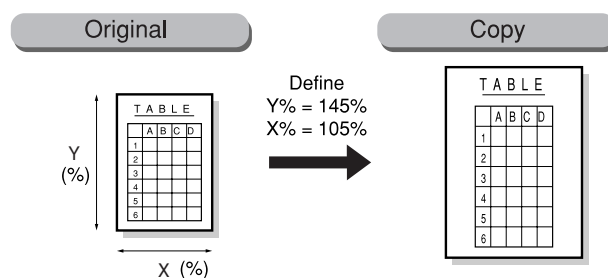 Original
Copy
Define
Y% = 145%
X% = 105%
Y
(%)
X (%)
TABLE
A B C D
1
2
3
4
5
6
TABLE
A B C D
1
2
3
4
5
6